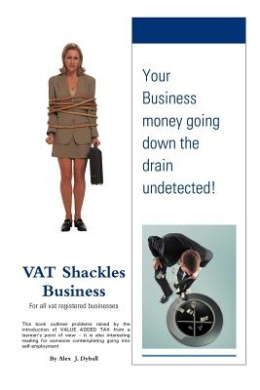 Your
Business
money going
down the
drain
undetected!
VAT Shackles
Business
For all vat registered businesses
This book outlines problems raised by the
introduction of VALUE ADDED TAX from a
learner's point of view - it is also interesting
reading for someone contemplating going into
self-employment
By Alex J. Dyball